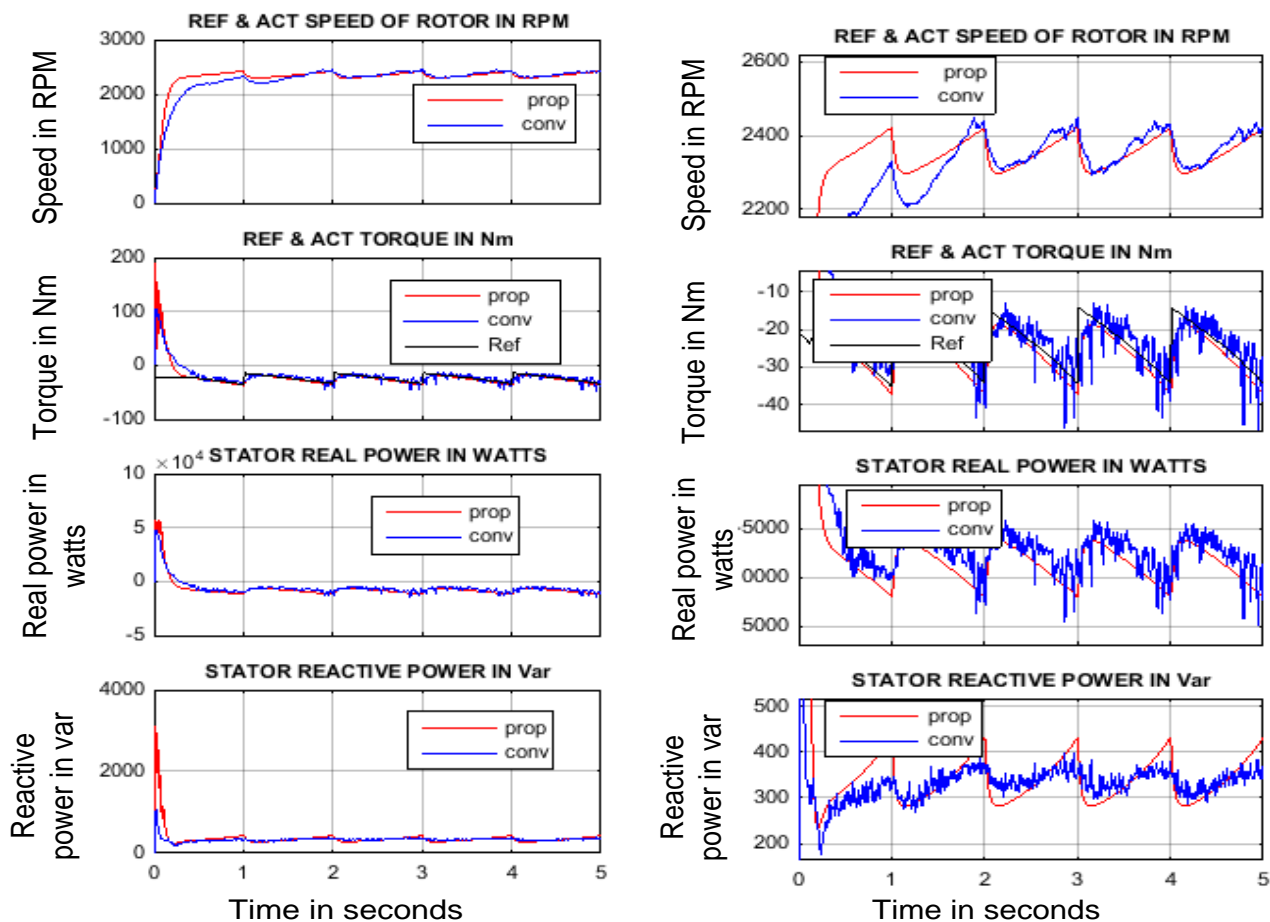 REF & ACT SPEED OF ROTOR IN RPM
Speed in RPM
3000
2000
1000
0
prop
conv
REF & ACT TORQUE IN Nm
Torque in Nm
200
100
0
-100
prop
conv
Ref
× 10^4 STATOR REAL POWER IN WATTS
Real power in
watts
10
5
0
-5
prop
conv
STATOR REACTIVE POWER IN Var
Reactive
power in var
4000
2000
0
prop
conv
0 1 2 3 4 5
Time in seconds
REF & ACT SPEED OF ROTOR IN RPM
Speed in RPM
2600
2400
2200
prop
conv
REF & ACT TORQUE IN Nm
Torque in Nm
-10
-20
-30
-40
prop
conv
Ref
STATOR REAL POWER IN WATTS
Real power in
watts
-5000
0000
5000
prop
conv
STATOR REACTIVE POWER IN Var
Reactive
power in var
500
400
300
200
prop
conv
0 1 2 3 4 5
Time in seconds